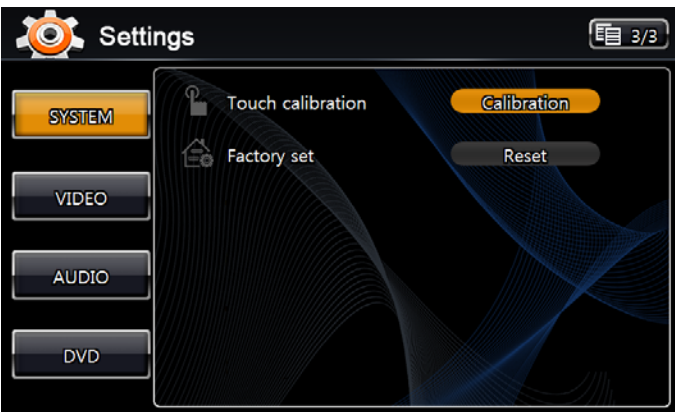 Settings
3/3
SYSTEM
Touch calibration Calibration
Factory set Reset
VIDEO
AUDIO
DVD